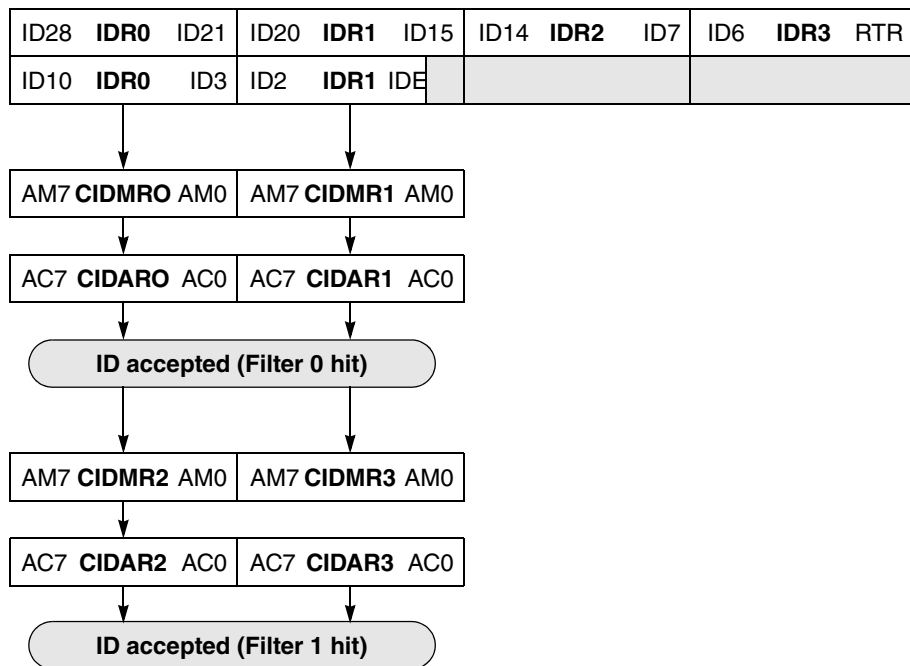 ID28 IDR0 ID21 ID20 IDR1 ID15 ID14 IDR2 ID7 ID6 IDR3 RTR
ID10 IDR0 ID3 ID2 IDR1 IDE
AM7 CIDMRO AM0 AM7 CIDMR1 AM0
AC7 CIDARO AC0 AC7 CIDAR1 AC0
ID accepted (Filter 0 hit)
AM7 CIDMR2 AM0 AM7 CIDMR3 AM0
AC7 CIDAR2 AC0 AC7 CIDAR3 AC0
ID accepted (Filter 1 hit)